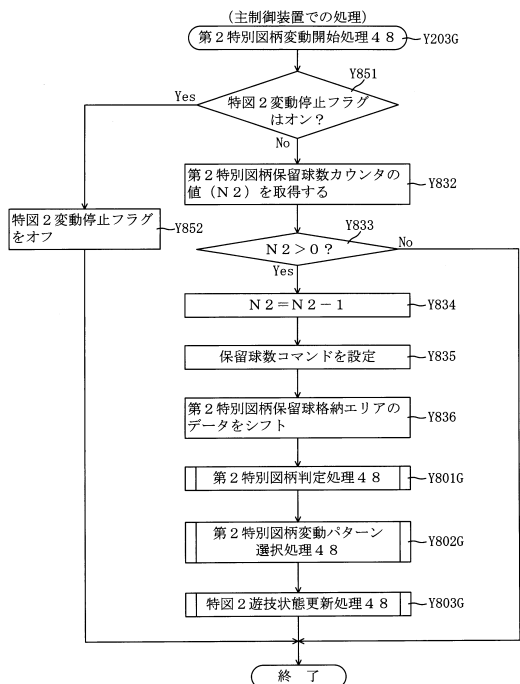 (主制御装置での処理)
第２特別図柄変動開始処理４８
Y203G
Y851
Yes
特図２変動停止フラグ
はオン？
No
第２特別図柄保留球数カウンタの
値（Ｎ２）を取得する
Y832
特図２変動停止フラグ
をオフ
Y852
Y833
Ｎ２＞０？
No
Yes
Ｎ２＝Ｎ２－１
Y834
保留球数コマンドを設定
Y835
第２特別図柄保留球格納エリアの
データをシフト
Y836
第２特別図柄判定処理４８
Y801G
第２特別図柄変動パターン
選択処理４８
Y802G
特図２遊技状態更新処理４８
Y803G
終　了